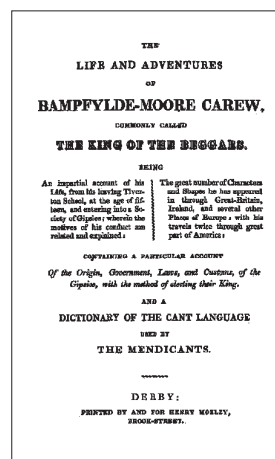 THE
LIFE AND ADVENTURES
OF
BAMPFYLDE-MOORE CAREW,
COMMONLY CALLED
THE KING OF THE BEGGARS.
BEING
An impartial account of his
Life, from his leaving Tiver-
ton School, at the age of fif-
teen, and entering into a So-
ciety of Gipsies; wherein the
motives of his conduct are
related and explained:
The great number of Characters
and Shapes he has appeared
in through Great-Britain,
Ireland, and several other
Places of Europe: with his
travels twice through great
part of America:
CONTAINING A PARTICULAR ACCOUNT
Of the Origin, Government, Laws, and Customs, of the
Gipsies, with the method of electing their King.
AND A
DICTIONARY OF THE CANT LANGUAGE
USED BY
THE MENDICANTS.
DERBY:
PRINTED BY AND FOR HENRY MOZLEY,
BROOK-STREET.